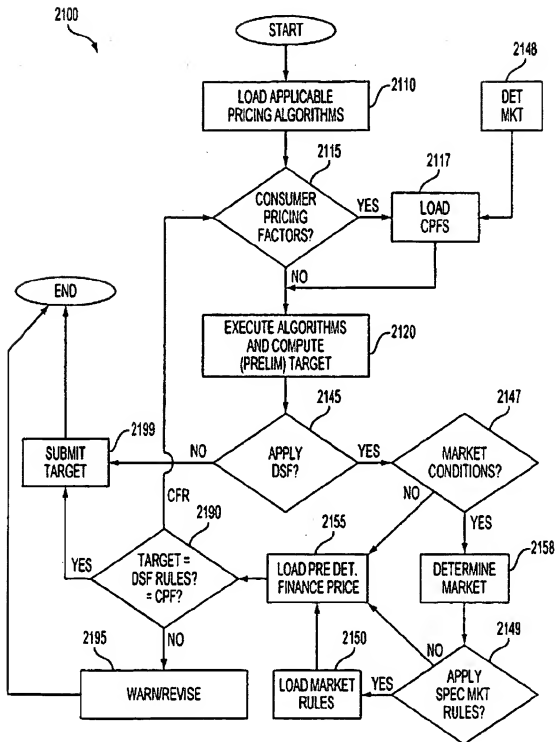 2100
START
2148
LOAD APPLICABLE
PRICING ALGORITHMS
2110
DET
MKT
2115
2117
CONSUMER
PRICING
FACTORS?
YES
LOAD
CPFS
NO
END
EXECUTE ALGORITHMS
AND COMPUTE
(PRELIM) TARGET
2120
2145
2147
2199
SUBMIT
TARGET
NO
APPLY
DSF?
YES
MARKET
CONDITIONS?
CFR
NO
YES
2190
2155
2158
YES
TARGET =
DSF RULES?
= CPF?
LOAD PRE DET.
FINANCE PRICE
DETERMINE
MARKET
2195
NO
2150
NO
2149
WARN/REVISE
LOAD MARKET
RULES
YES
APPLY
SPEC MKT
RULES?